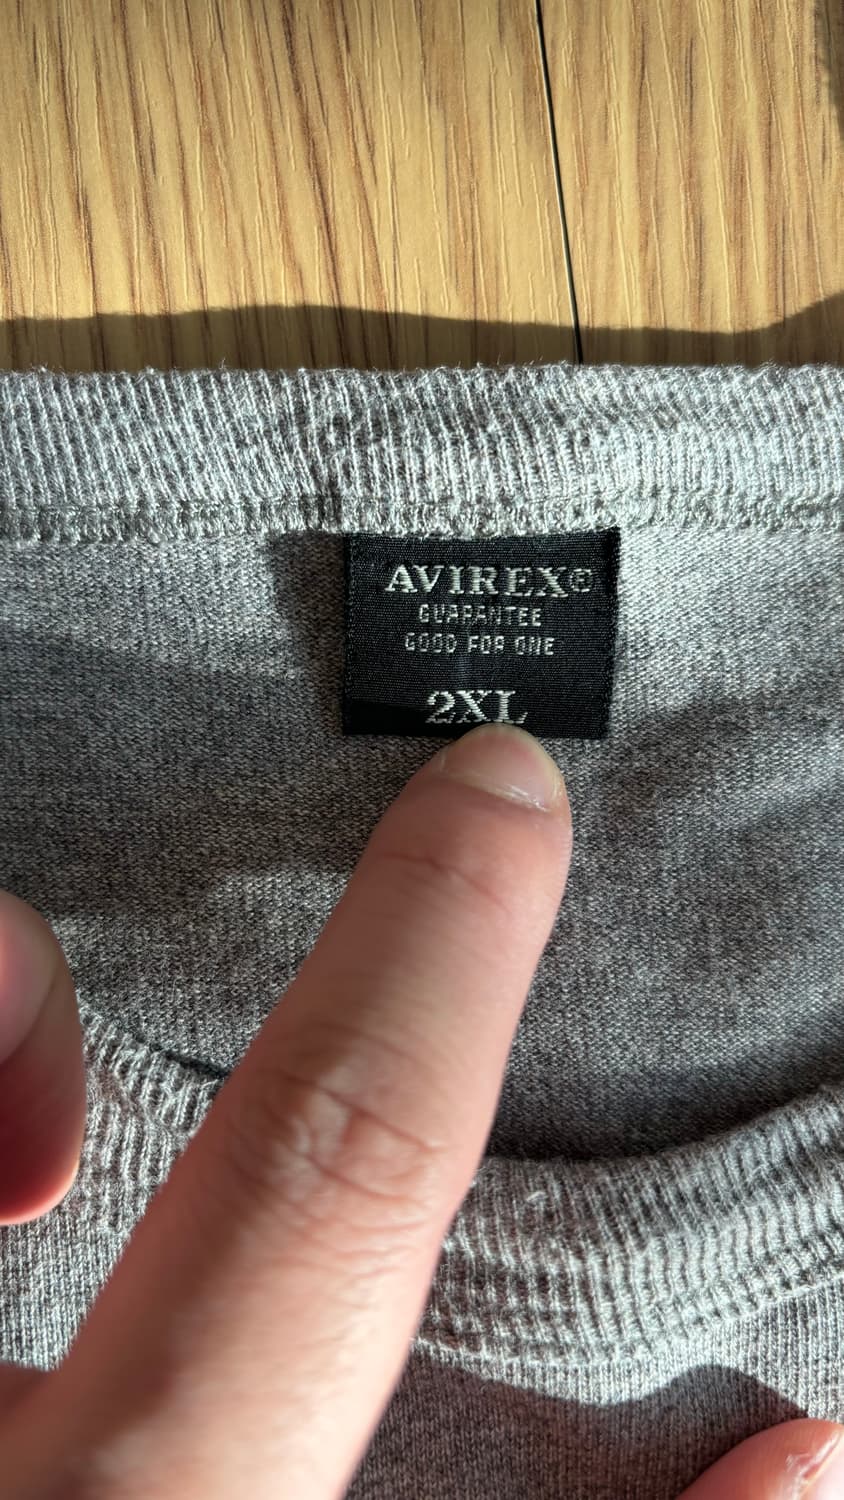 AVIREX®
GUARANTEE
GOOD FOR ONE
2XL